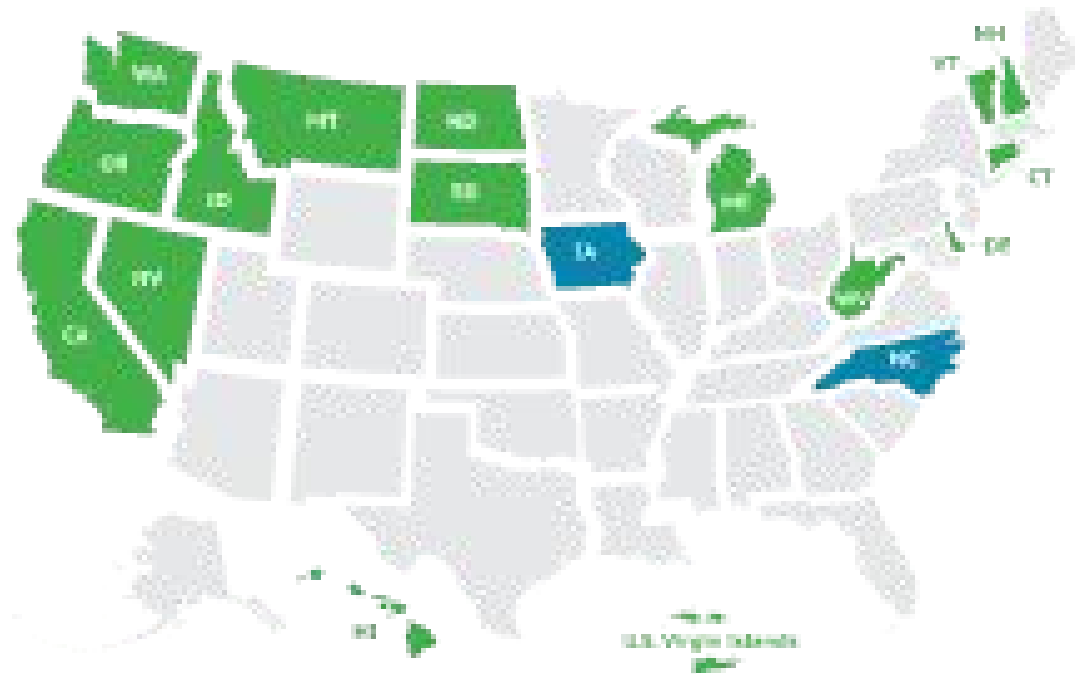 NH
VT
WA
MT
ND
OR
ID
SD
MI
CT
IA
DE
NV
WV
CA
NC
HI
U.S. Virgin Islands